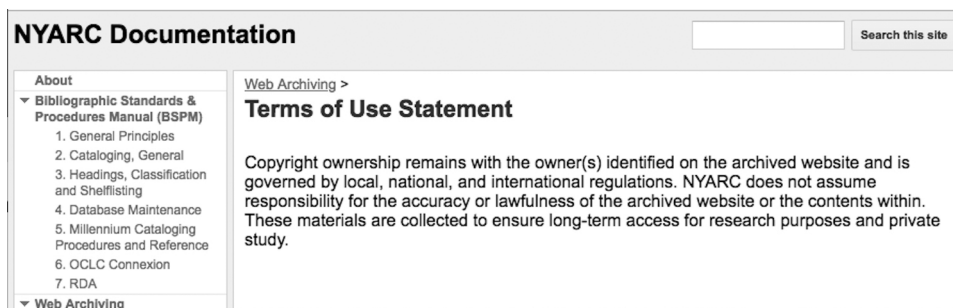 NYARC Documentation
Search this site
About
Bibliographic Standards &
Procedures Manual (BSPM)
1. General Principles
2. Cataloging, General
3. Headings, Classification
and Shelflisting
4. Database Maintenance
5. Millennium Cataloging
Procedures and Reference
6. OCLC Connexion
7. RDA
Web Archiving
Web Archiving >
Terms of Use Statement
Copyright ownership remains with the owner(s) identified on the archived website and is
governed by local, national, and international regulations. NYARC does not assume
responsibility for the accuracy or lawfulness of the archived website or the contents within.
These materials are collected to ensure long-term access for research purposes and private
study.